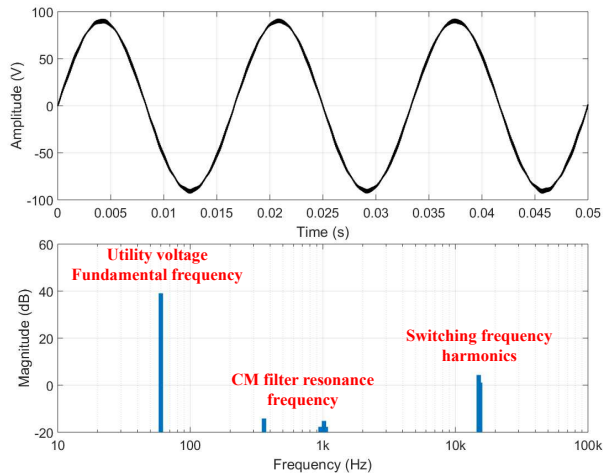 100
50
0
-50
-100
Amplitude (V)
0 0.005 0.01 0.015 0.02 0.025 0.03 0.035 0.04 0.045 0.05
Time (s)
60
40
20
0
-20
Magnitude (dB)
Utility voltage
Fundamental frequency
CM filter resonance
frequency
Switching frequency
harmonics
10 100 1k 10k 100k
Frequency (Hz)